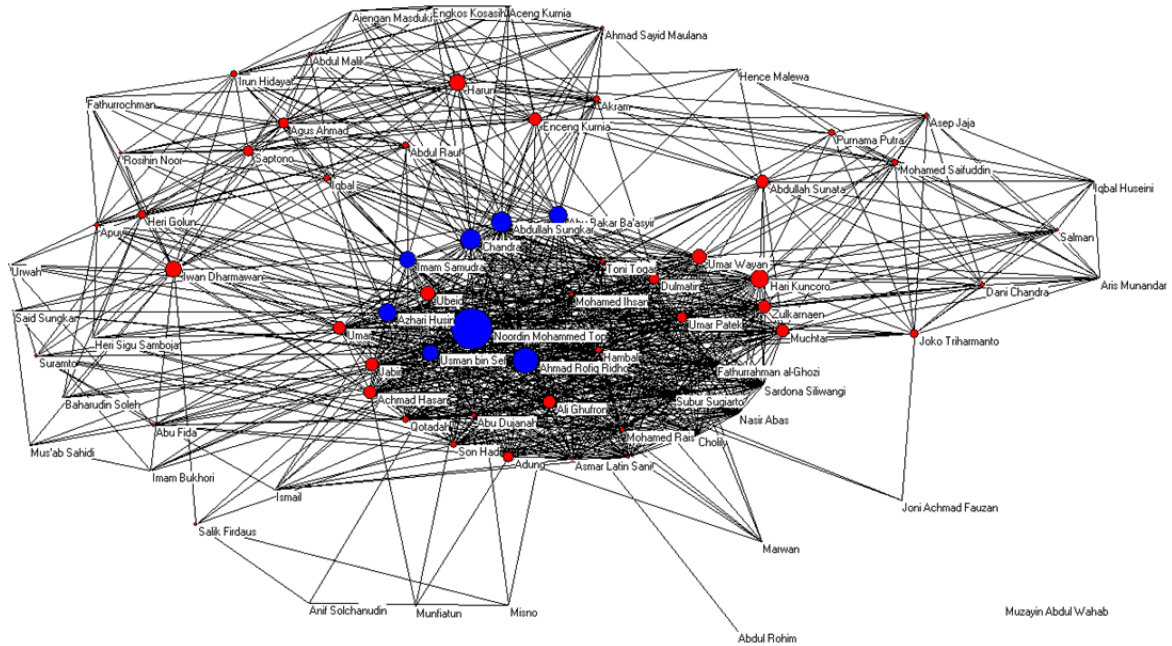 Ajengan Masduki
Engkos Kosasih
Aceng Kurnia
Ahmad Sayid Maulana
Abdul Malik
Irun Hidayat
Harun
Hence Malewa
Fathurrochman
Akram
Agus Ahmad
Enceng Kurnia
Asep Jaja
Purnama Putra
Rosihin Noor
Saptono
Abdul Rauf
Mohamed Saifuddin
Iqbal
Abdullah Sunata
Iqbal Huseini
Heri Golun
Apuy
Abu Bakar Ba'asyir
Abdullah Sungkar
Salman
Chandra
Urwah
Iwan Dharmawan
Imam Samudra
Toni Togar
Umar Wayan
Dulmatin
Hari Kuncoro
Aris Munandar
Dani Chandra
Ubeid
Mohamed Ihsan
Said Sungkar
Azhari Husin
Zulkarnaen
Umar
Noordin Mohammed Top
Umar Patek
Muchtar
Joko Triharmanto
Heri Sigu Samboja
Suramto
Usman bin Sef
Hambali
Ahmad Rofiq Ridho
Jabir
Fathurrahman al-Ghozi
Baharudin Soleh
Achmad Hasan
Sardona Siliwangi
Subur Sugiarto
Ali Ghufron
Nasir Abas
Abu Fida
Qotadah
Abu Dujanah
Mohamed Rais
Cholily
Mus'ab Sahidi
Son Hadi
Adung
Asmar Latin Sani
Imam Bukhori
Ismail
Joni Achmad Fauzan
Salik Firdaus
Marwan
Anif Solchanudin
Munfiatun
Misno
Muzayin Abdul Wahab
Abdul Rohim